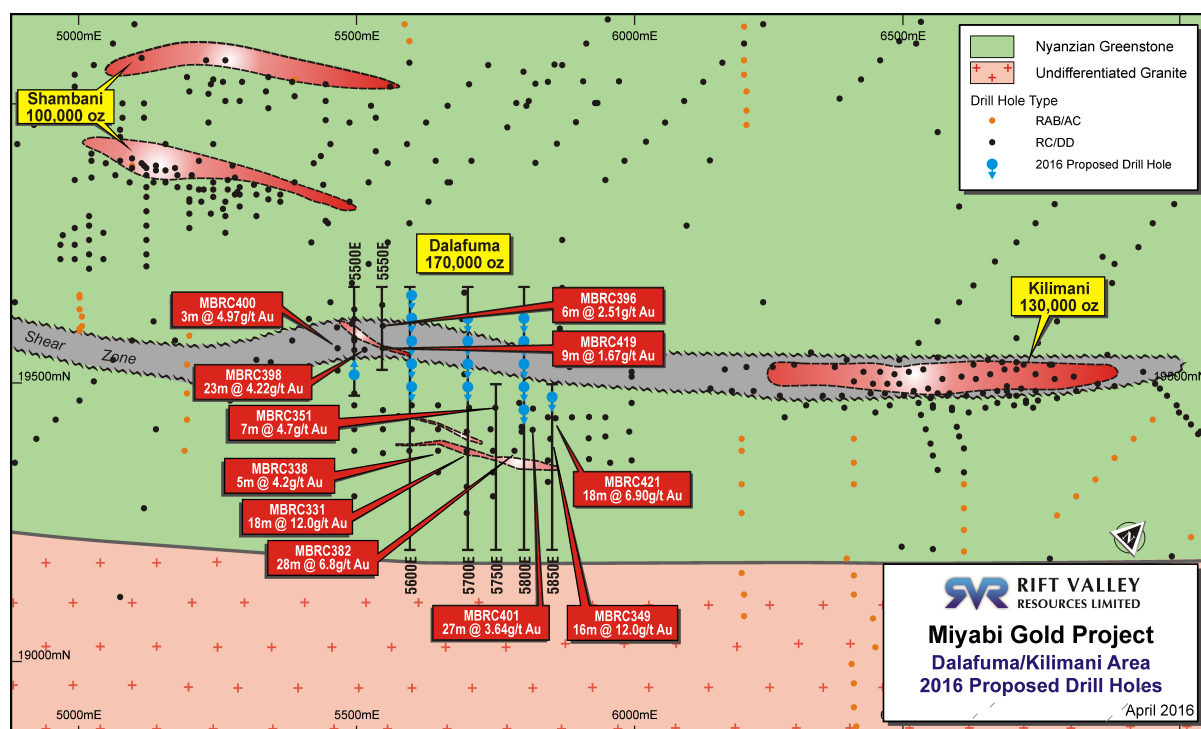 5000mE
5500mE
6000mE
6500mE
Nyanzian Greenstone
Undifferentiated Granite
Drill Hole Type
RAB/AC
RC/DD
2016 Proposed Drill Hole
Shambani
100,000 oz
Dalafuma
170,000 oz
Kilimani
130,000 oz
5500E
5550E
MBRC400
3m @ 4.97g/t Au
MBRC396
6m @ 2.51g/t Au
MBRC419
9m @ 1.67g/t Au
Shear Zone
MBRC398
23m @ 4.22g/t Au
19500mN
MBRC351
7m @ 4.7g/t Au
MBRC338
5m @ 4.2g/t Au
MBRC421
18m @ 6.90g/t Au
MBRC331
18m @ 12.0g/t Au
MBRC382
28m @ 6.8g/t Au
5600E
5700E
5750E
5800E
5850E
N
MBRC401
27m @ 3.64g/t Au
MBRC349
16m @ 12.0g/t Au
19000mN
SVR
RIFT VALLEY
RESOURCES LIMITED
Miyabi Gold Project
Dalafuma/Kilimani Area
2016 Proposed Drill Holes
April 2016
5000mE
5500mE
6000mE